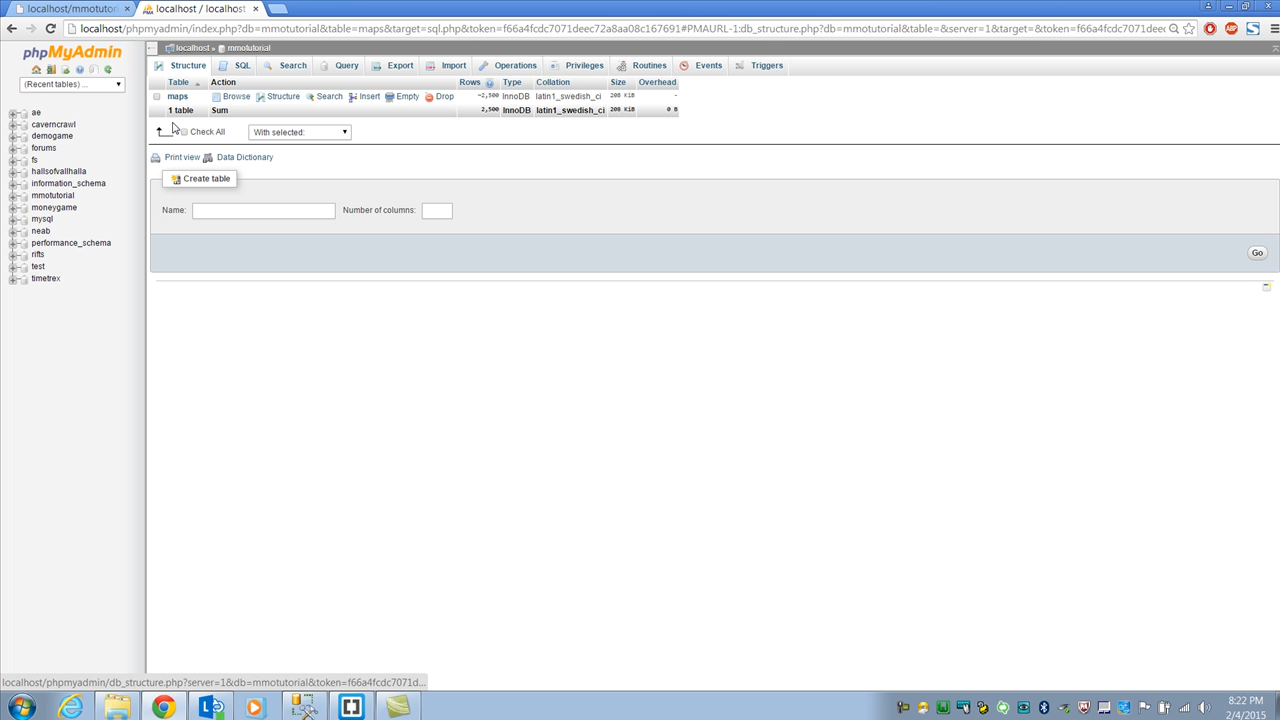 localhost/mmotutorial ×
localhost / localhost ×
localhost/phpmyadmin/index.php?db=mmotutorial&table=maps&target=sql.php&token=f66a4fcdc7071deec72a8aa08c167691#PMAURL-1:db_structure.php?db=mmotutorial&table=&server=1&target=&token=f66a4fcdc7071deec
phpMyAdmin
(Recent tables) ...
ae
caverncrawl
demogame
forums
fs
hallsofvallhalla
information_schema
mmotutorial
moneygame
mysql
neab
performance_schema
rifts
test
timetrex
localhost » mmotutorial
Structure SQL Search Query Export Import Operations Privileges Routines Events Triggers
Table Action Rows Type Collation Size Overhead
maps Browse Structure Search Insert Empty Drop ~2,500 InnoDB latin1_swedish_ci 208 KiB -
1 table Sum 2,500 InnoDB latin1_swedish_ci 208 KiB 0 B
Check All With selected:
Print view Data Dictionary
Create table
Name: Number of columns:
Go
localhost/phpmyadmin/db_structure.php?server=1&db=mmotutorial&token=f66a4fcdc7071d...
8:22 PM
2/4/2015